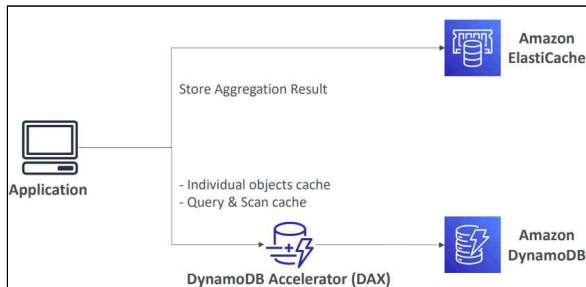 Amazon
ElastiCache
Store Aggregation Result
Application
- Individual objects cache
- Query & Scan cache
Amazon
DynamoDB
DynamoDB Accelerator (DAX)